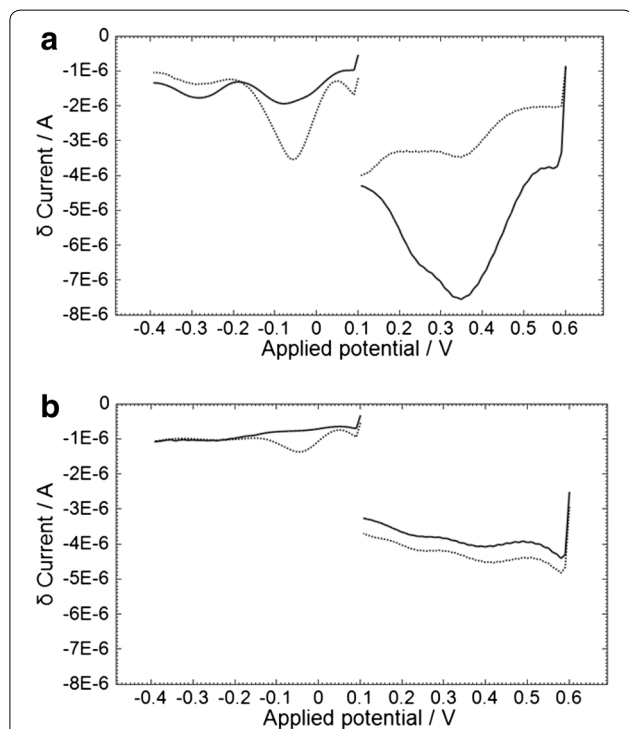 a
0
-1E-6
-2E-6
-3E-6
-4E-6
-5E-6
-6E-6
-7E-6
-8E-6
δ Current / A
-0.4 -0.3 -0.2 -0.1 0 0.1 0.2 0.3 0.4 0.5 0.6
Applied potential / V
b
0
-1E-6
-2E-6
-3E-6
-4E-6
-5E-6
-6E-6
-7E-6
-8E-6
δ Current / A
-0.4 -0.3 -0.2 -0.1 0 0.1 0.2 0.3 0.4 0.5 0.6
Applied potential / V